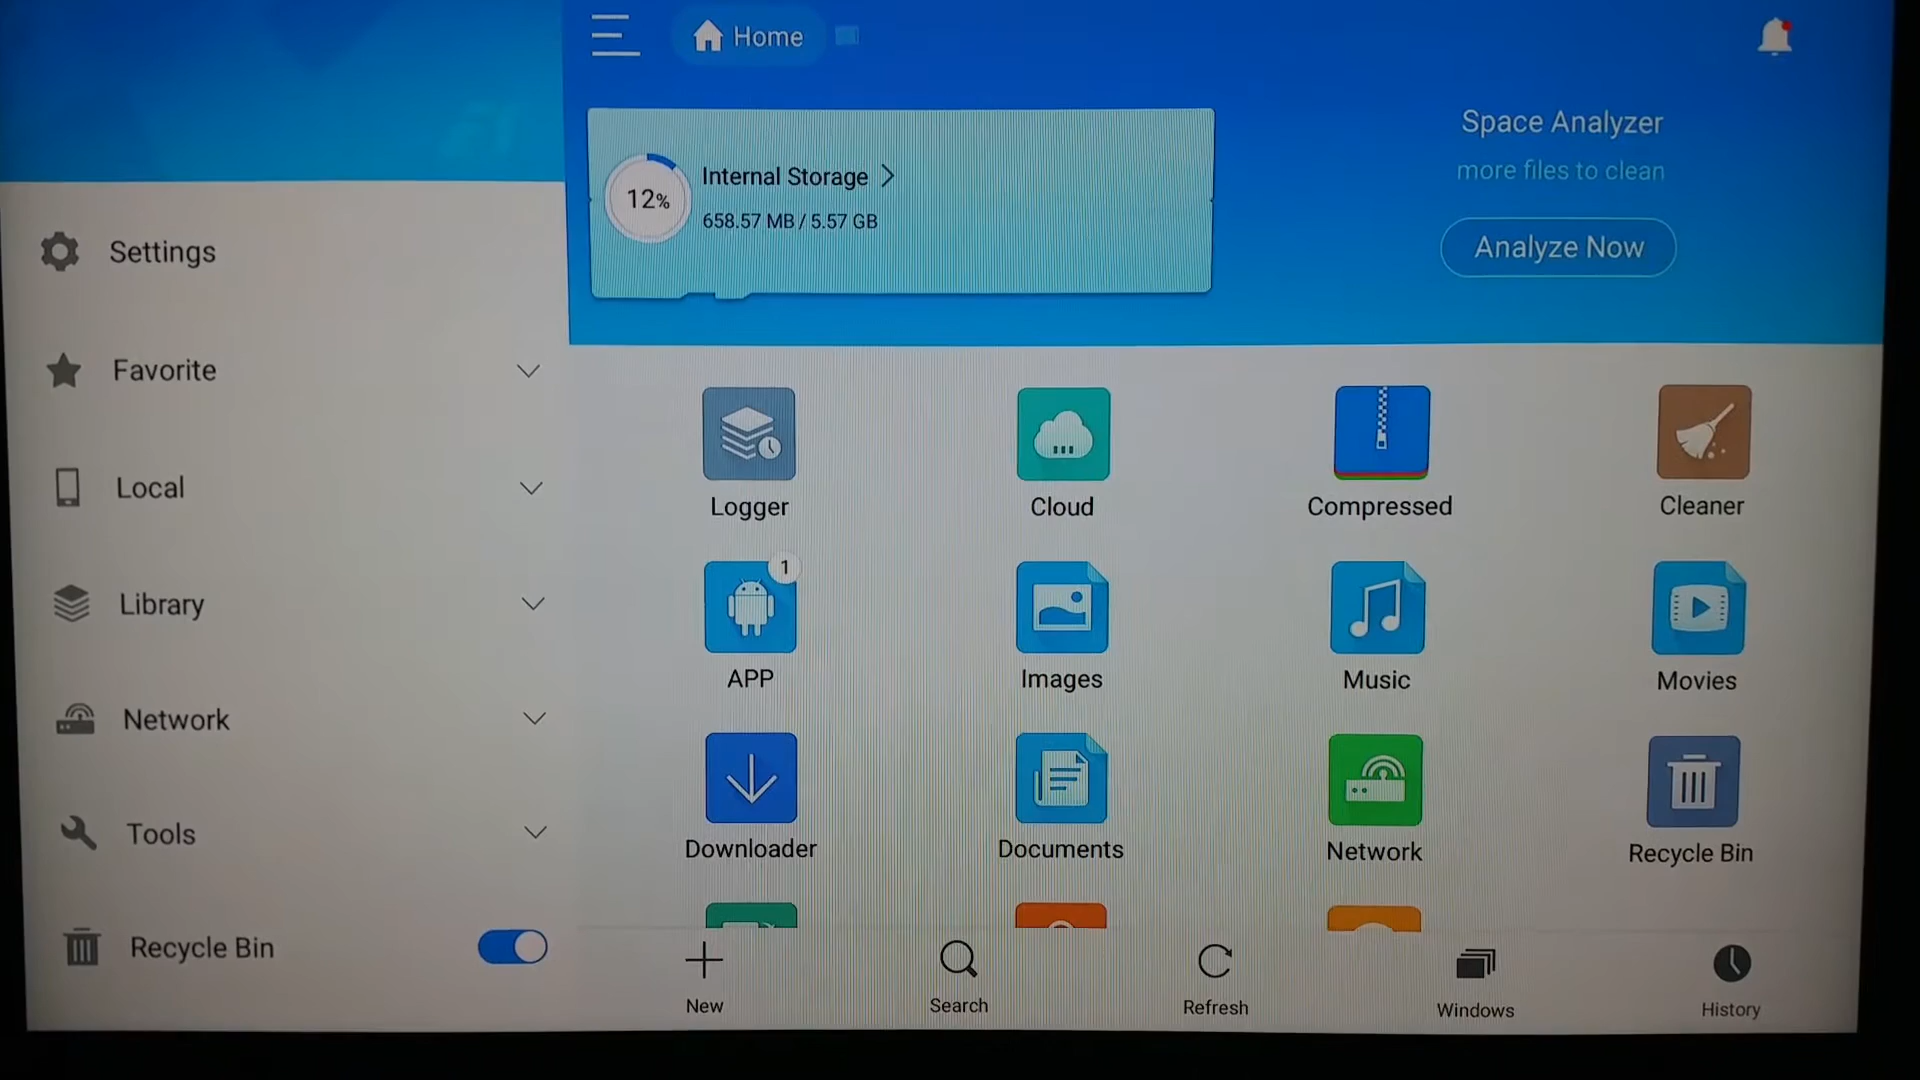 Home
Settings
Favorite
Local
Library
Network
Tools
Recycle Bin
12%
Internal Storage
658.57 MB / 5.57 GB
Space Analyzer
more files to clean
Analyze Now
Logger
Cloud
Compressed
Cleaner
1
APP
Images
Music
Movies
Downloader
Documents
Network
Recycle Bin
New
Search
Refresh
Windows
History